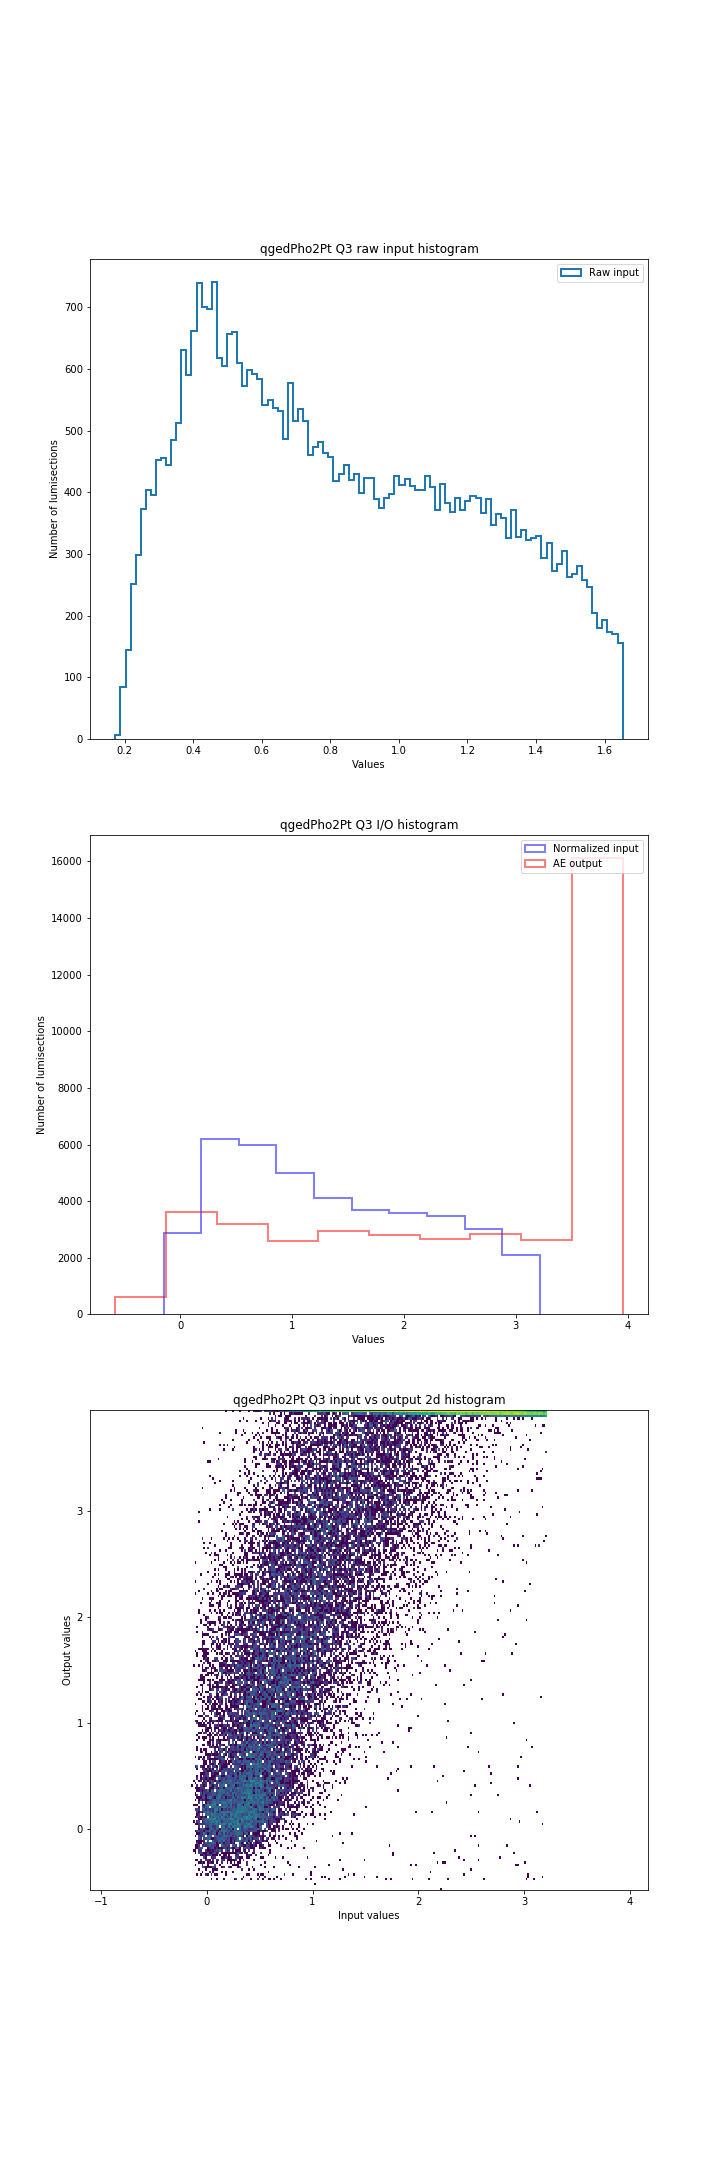 qgedPho2Pt Q3 raw input histogram
Raw input
700
600
500
400
300
200
100
0
Number of lumisections
0.2 0.4 0.6 0.8 1.0 1.2 1.4 1.6
Values
qgedPho2Pt Q3 I/O histogram
Normalized input
AE output
16000
14000
12000
10000
8000
6000
4000
2000
0
Number of lumisections
0 1 2 3 4
Values
qgedPho2Pt Q3 input vs output 2d histogram
3
2
1
0
Output values
−1 0 1 2 3 4
Input values